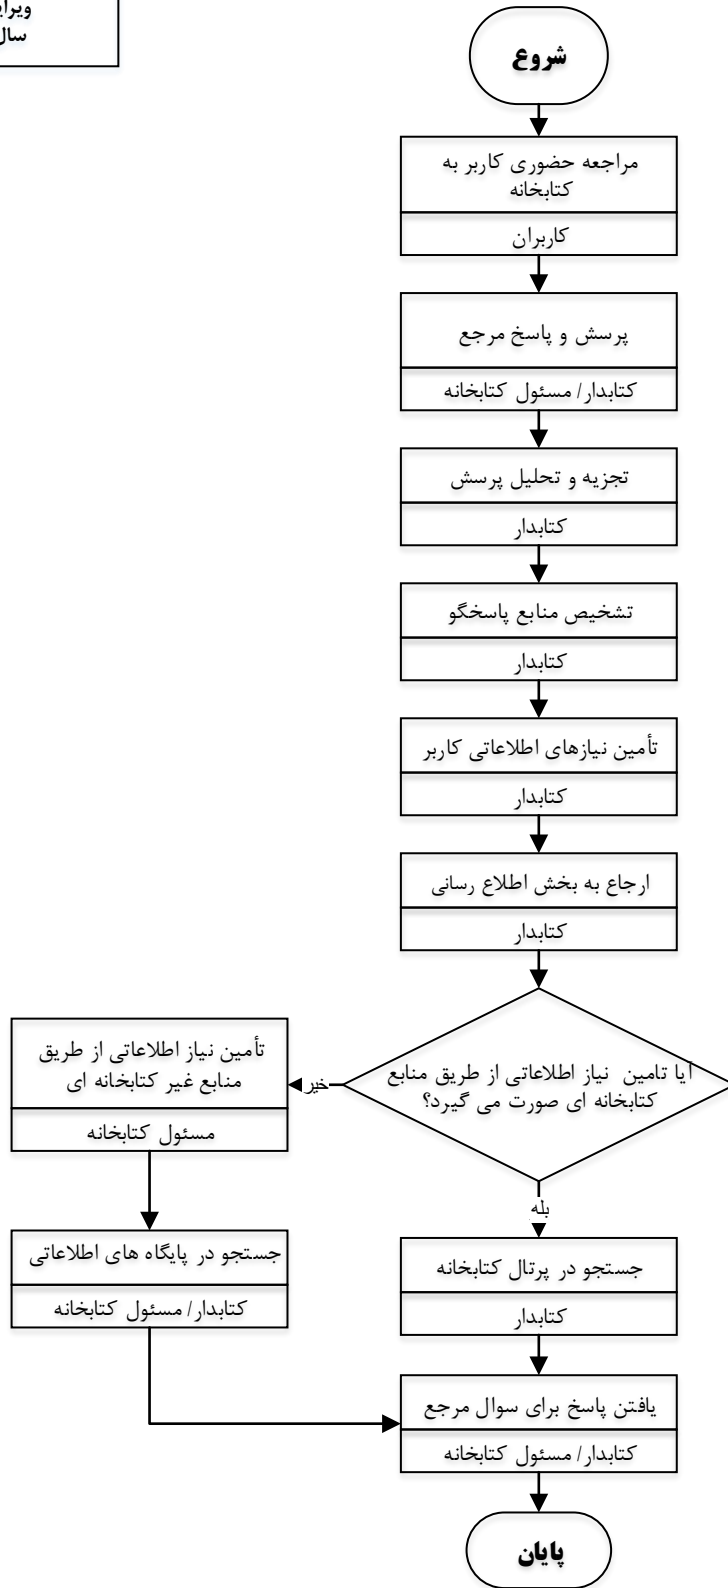 سال
شروع
مراجعه حضوری کاربر به
کتابخانه
کاربران
پرسش و پاسخ مرجع
کتابدار/ مسئول کتابخانه
تجزیه و تحلیل پرسش
کتابدار
تشخیص منابع پاسخگو
کتابدار
تأمین نیازهای اطلاعاتی کاربر
کتابدار
ارجاع به بخش اطلاع رسانی
کتابدار
آیا تامین نیاز اطلاعاتی از طریق منابع
کتابخانه ای صورت می گیرد؟
خیر
تأمین نیاز اطلاعاتی از طریق
منابع غیر کتابخانه ای
مسئول کتابخانه
بله
جستجو در پایگاه های اطلاعاتی
کتابدار/ مسئول کتابخانه
جستجو در پرتال کتابخانه
کتابدار
یافتن پاسخ برای سوال مرجع
کتابدار/ مسئول کتابخانه
پایان